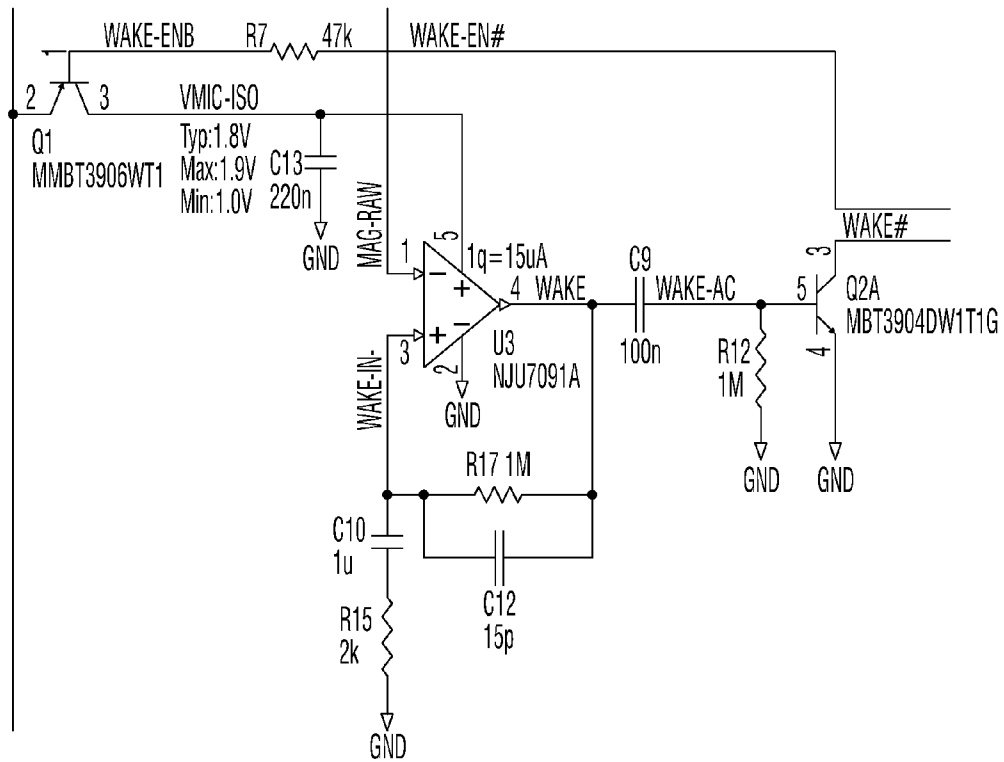 WAKE-ENB
R7
47k
WAKE-EN#
2
3
VMIC-ISO
Q1
MMBT3906WT1
Typ:1.8V
Max:1.9V
Min:1.0V
C13
220n
GND
MAG-RAW
1
5
1q=15uA
−
+
4
WAKE
C9
100n
WAKE-AC
WAKE#
3
5
Q2A
MBT3904DW1T1G
4
R12
1M
GND
GND
+
−
3
2
U3
NJU7091A
GND
WAKE-IN-
R17 1M
C10
1u
C12
15p
R15
2k
GND